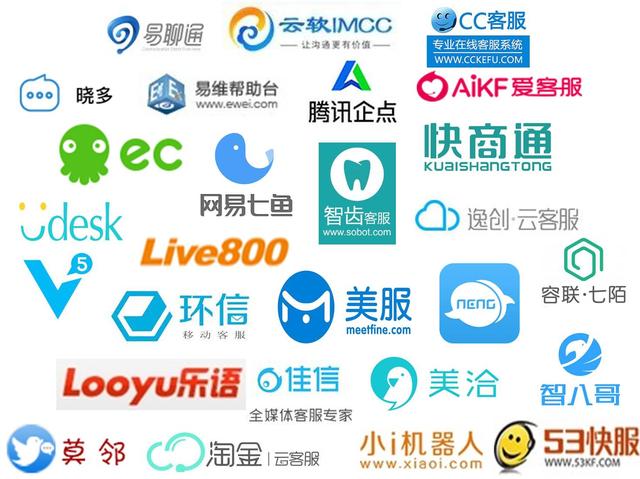 易聊通
云软IMCC
让沟通更有价值
CC客服
专业在线客服系统
WWW.CCKEFU.COM
晓多
易维帮助台
www.ewei.com
腾讯企点
AiKF爱客服
ec
网易七鱼
智齿客服
www.sobot.com
快商通
KUAISHANGTONG
Udesk
Live800
逸创·云客服
V5
环信
移动客服
美服
meetfine.com
NENG
容联·七陌
Looyu乐语
佳信
全媒体客服专家
美洽
智八哥
莫邻
淘金|云客服
小i机器人
www.xiaoi.com
53快服
WWW.53KF.COM